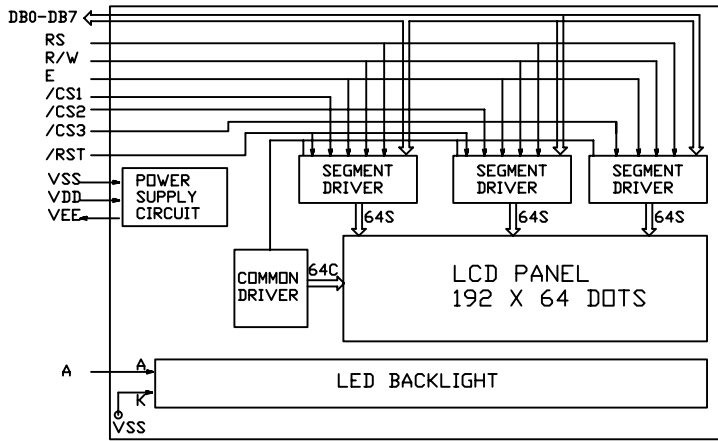 DB0-DB7
RS
R/W
E
/CS1
/CS2
/CS3
/RST
VSS
VDD
VEE
POWER
SUPPLY
CIRCUIT
SEGMENT
DRIVER
SEGMENT
DRIVER
SEGMENT
DRIVER
64S
64S
64S
COMMON
DRIVER
64C
LCD PANEL
192 X 64 DOTS
A
A
K
VSS
LED BACKLIGHT